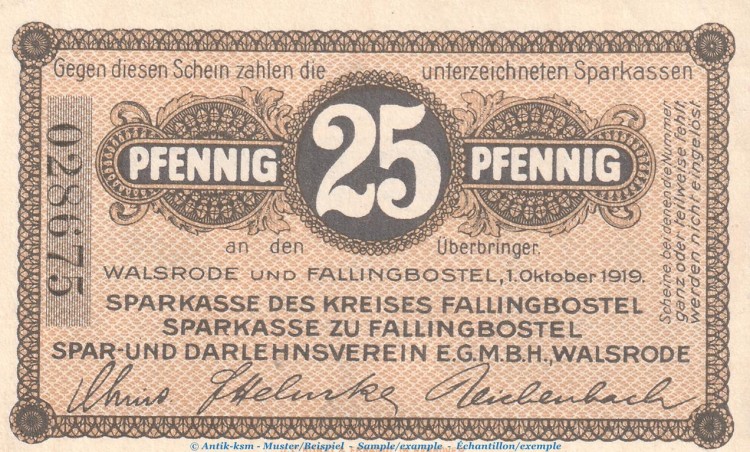 Gegen diesen Schein zahlen die unterzeichneten Sparkassen
PFENNIG 25 PFENNIG
an den Überbringer.
WALSRODE UND FALLINGBOSTEL, 1. Oktober 1919.
SPARKASSE DES KREISES FALLINGBOSTEL
SPARKASSE ZU FALLINGBOSTEL
SPAR-UND DARLEHNSVEREIN E.G.M.B.H., WALSRODE
Reichenbach
028675
Scheine, bei denen die Nummer
ganz oder teilweise fehlt,
werden nicht eingelöst
© Antik-ksm - Muster/Beispiel - Sample/example - Échantillon/exemple